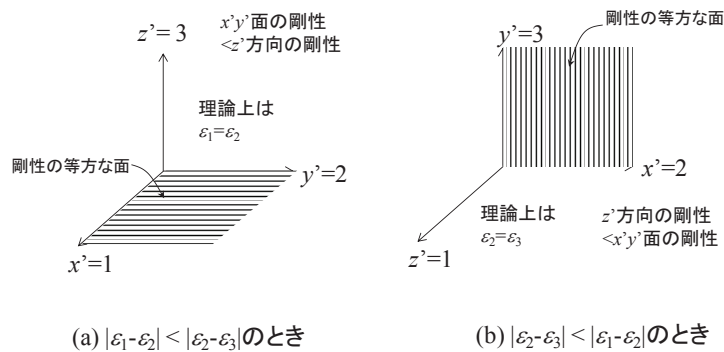 z’= 3
x’y’面の剛性
<z’方向の剛性
理論上は
ε₁=ε₂
剛性の等方な面
y’=2
x’=1
(a) |ε₁-ε₂| < |ε₂-ε₃|のとき
剛性の等方な面
y’=3
x’=2
理論上は
ε₂=ε₃
z’方向の剛性
<x’y’面の剛性
z’=1
(b) |ε₂-ε₃| < |ε₁-ε₂|のとき